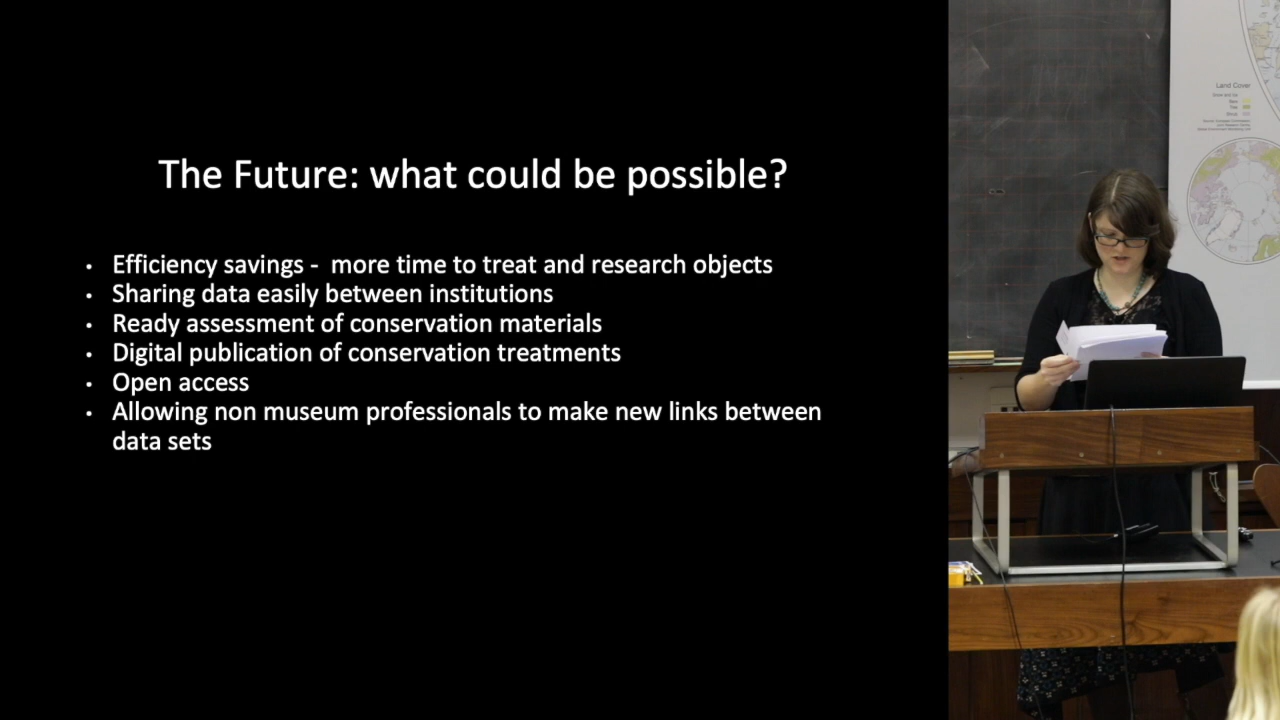 The Future: what could be possible?
• Efficiency savings -  more time to treat and research objects
• Sharing data easily between institutions
• Ready assessment of conservation materials
• Digital publication of conservation treatments
• Open access
• Allowing non museum professionals to make new links between
data sets
Land Cover